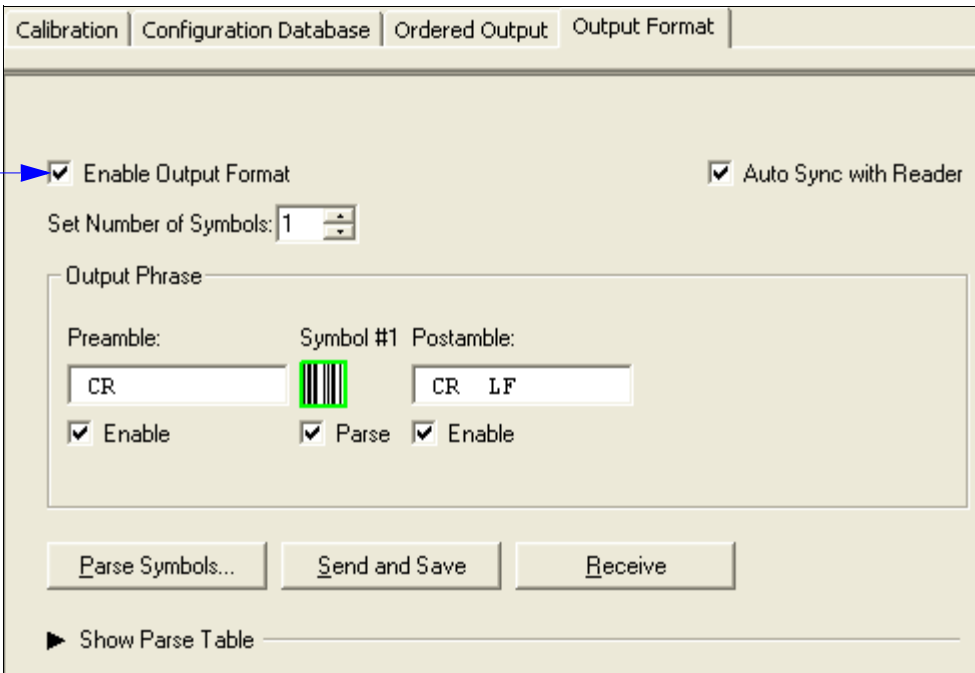 Calibration Configuration Database Ordered Output Output Format
Enable Output Format Auto Sync with Reader
Set Number of Symbols: 1
Output Phrase
Preamble: Symbol #1 Postamble:
CR CR LF
Enable Parse Enable
Parse Symbols... Send and Save Receive
Show Parse Table